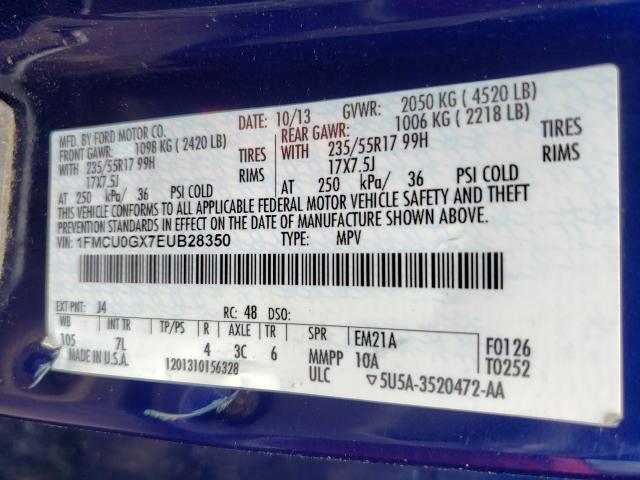 MFD. BY FORD MOTOR CO. DATE: 10/13 GVWR: 2050 KG ( 4520 LB)
FRONT GAWR: 1098 KG ( 2420 LB) REAR GAWR: 1006 KG ( 2218 LB)
WITH 235/55R17 99H TIRES WITH 235/55R17 99H TIRES
17X7.5J RIMS 17X7.5J RIMS
AT 250 kPa/ 36 PSI COLD AT 250 kPa/ 36 PSI COLD
THIS VEHICLE CONFORMS TO ALL APPLICABLE FEDERAL MOTOR VEHICLE SAFETY AND THEFT
PREVENTION STANDARDS IN EFFECT ON THE DATE OF MANUFACTURE SHOWN ABOVE.
VIN: 1FMCU0GX7EUB28350 TYPE: MPV
EXT PNT: J4 RC: 48 DSO:
WB INT TR TP/PS R AXLE TR SPR EM21A F0126
105 7L 4 3C 6 MMPP 10A T0252
MADE IN U.S.A. 1201310156328 ULC ▽5U5A-3520472-AA